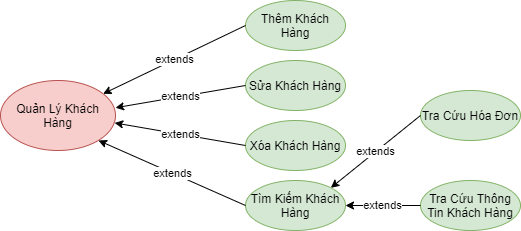 Thêm Khách
Hàng
extends
Sửa Khách Hàng
extends
Quản Lý Khách
Hàng
Tra Cứu Hóa Đơn
extends
Xóa Khách Hàng
extends
extends
Tìm Kiếm Khách
Hàng
extends
Tra Cứu Thông
Tin Khách Hàng